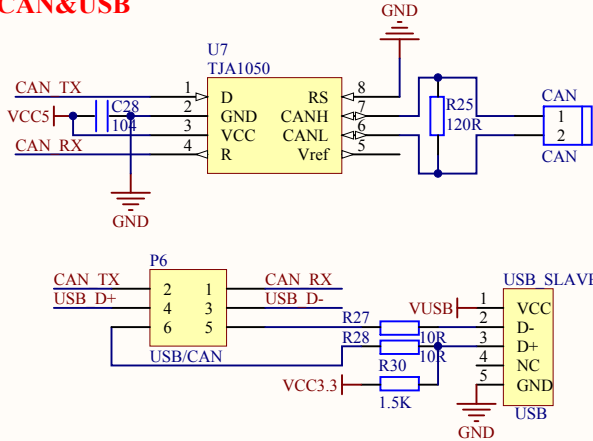 CAN&USB
GND
U7
TJA1050
CAN_TX 1 D RS 8
VCC5 C28 2 GND CANH 7 R25 CAN
104 3 VCC CANL 6 120R 1
CAN_RX 4 R Vref 5 2
CAN
GND
P6
CAN_TX 2 1 CAN_RX USB_SLAVE
USB_D+ 4 3 USB_D- VUSB 1 VCC
6 5 R27 10R 2 D-
USB/CAN R28 10R 3 D+
R30 4 NC
VCC3.3 1.5K 5 GND
USB
GND